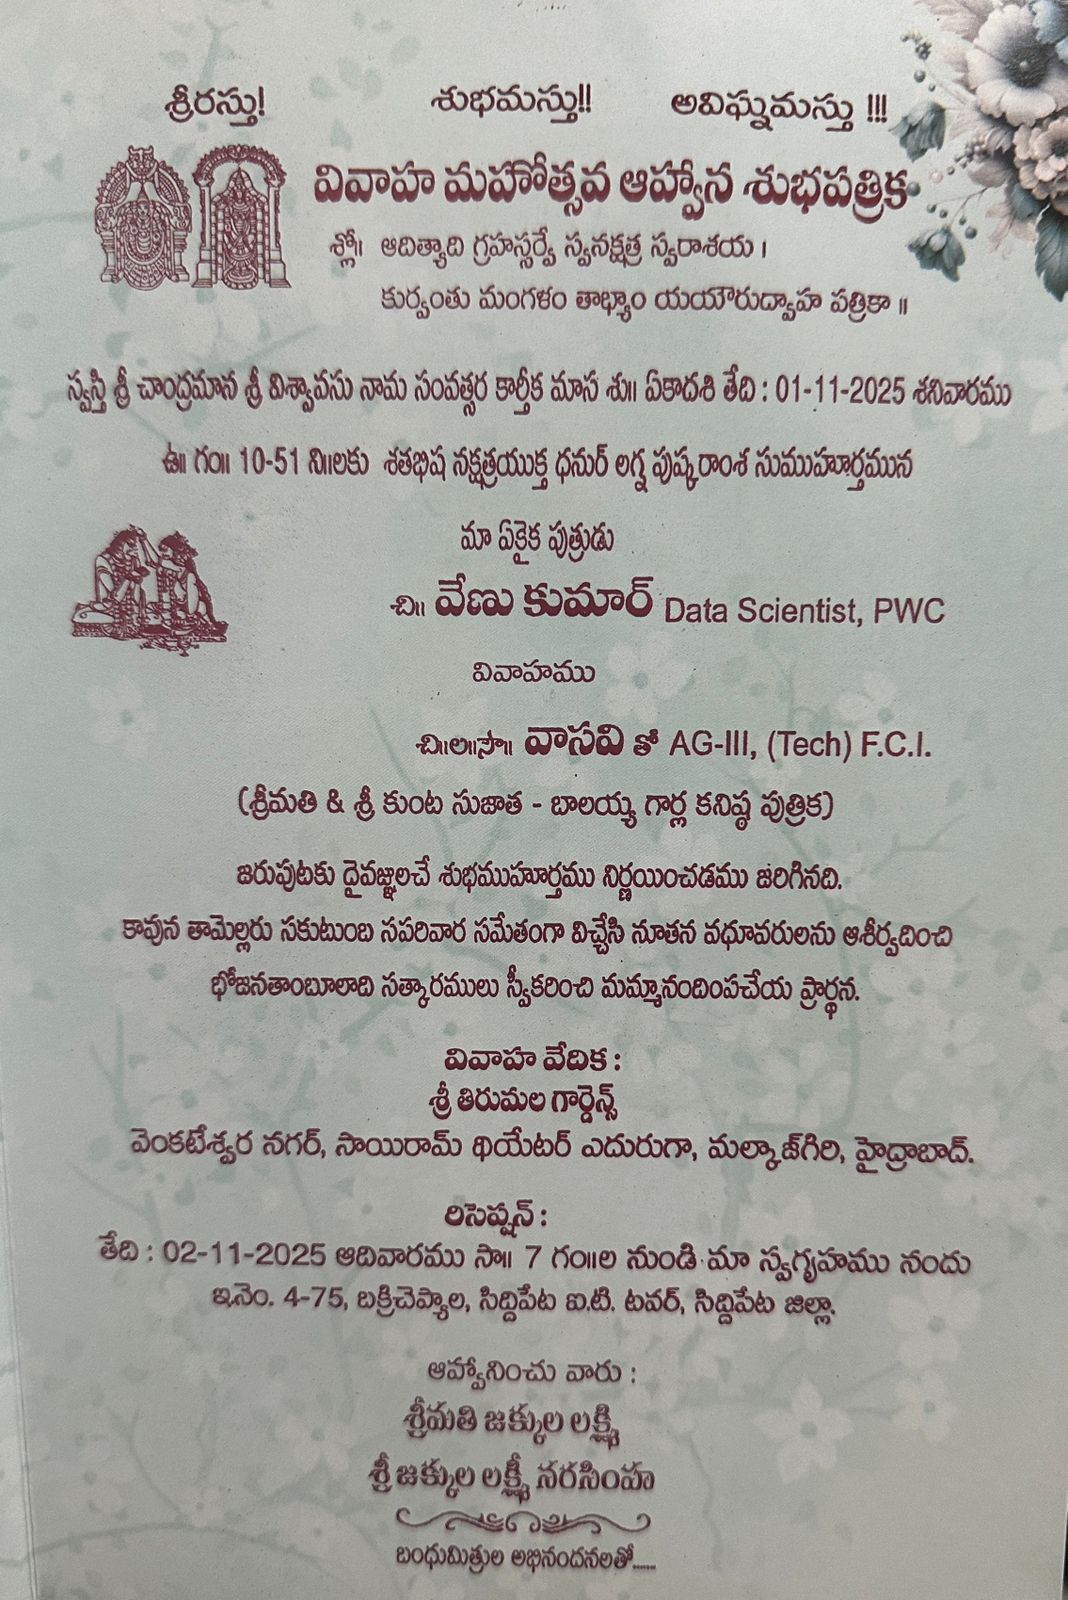 శ్రీరస్తు! శుభమస్తు!! అవిఘ్నమస్తు !!!
వివాహ మహోత్సవ ఆహ్వాన శుభపత్రిక
శ్లో॥ ఆదిత్యాది గ్రహస్సర్వే స్వనక్షత్ర స్వరాశయ ।
కుర్వంతు మంగళం తాభ్యాం యయౌరుద్వాహ పత్రికా ॥
స్వస్తి శ్రీ చాంద్రమాన శ్రీ విశ్వావసు నామ సంవత్సర కార్తీక మాస శు॥ ఏకాదశి తేది : 01-11-2025 శనివారము
ఉ॥ గం॥ 10-51 ని॥లకు శతభిష నక్షత్రయుక్త ధనుర్ లగ్న పుష్కరాంశ సుముహూర్తమున
మా ఏకైక పుత్రుడు
చి॥ వేణు కుమార్ Data Scientist, PWC
వివాహము
చి॥ల॥సౌ॥ వాసవి తో AG-III, (Tech) F.C.I.
(శ్రీమతి & శ్రీ కుంట సుజాత - బాలయ్య గార్ల కనిష్ఠ పుత్రిక)
జరుపుటకు దైవజ్ఞులచే శుభముహూర్తము నిర్ణయించడము జరిగినది.
కావున తామెల్లరు సకుటుంబ సపరివార సమేతంగా విచ్చేసి నూతన వధూవరులను ఆశీర్వదించి
భోజనతాంబూలాది సత్కారములు స్వీకరించి మమ్మానందింపచేయ ప్రార్థన.
వివాహ వేదిక :
శ్రీ తిరుమల గార్డెన్స్
వెంకటేశ్వర నగర్, సాయిరామ్ థియేటర్ ఎదురుగా, మల్కాజ్‌గిరి, హైద్రాబాద్.
రిసెప్షన్ :
తేది : 02-11-2025 ఆదివారము సా॥ 7 గం॥ల నుండి మా స్వగృహము నందు
ఇ.నెం. 4-75, బక్రిచెప్యాల, సిద్దిపేట ఐ.టి. టవర్, సిద్దిపేట జిల్లా.
ఆహ్వానించు వారు :
శ్రీమతి జక్కుల లక్ష్మి
శ్రీ జక్కుల లక్ష్మీ నరసింహ
బంధుమిత్రుల అభినందనలతో......